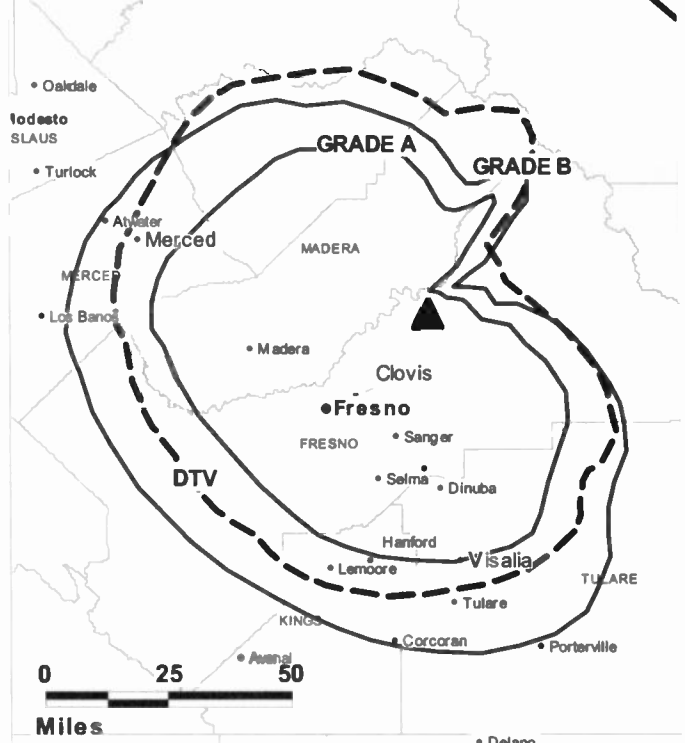 Oakdale
Modesto
SLAUS
GRADE A
GRADE B
Turlock
Atwater
Merced
MADERA
MERCED
Los Banos
Madera
Clovis
Fresno
FRESNO
Sanger
Selma
Dinuba
DTV
Hanford
Lemoore
Visalia
TULARE
Tulare
KINGS
Corcoran
Porterville
Avenal
0 25 50
Miles
Delano